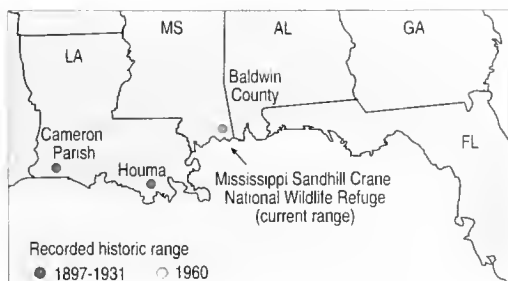 MS
AL
GA
LA
Baldwin
County
Cameron
Parish
FL
Houma
Mississippi Sandhill Crane
National Wildlife Refuge
(current range)
Recorded historic range
1897-1931 1960